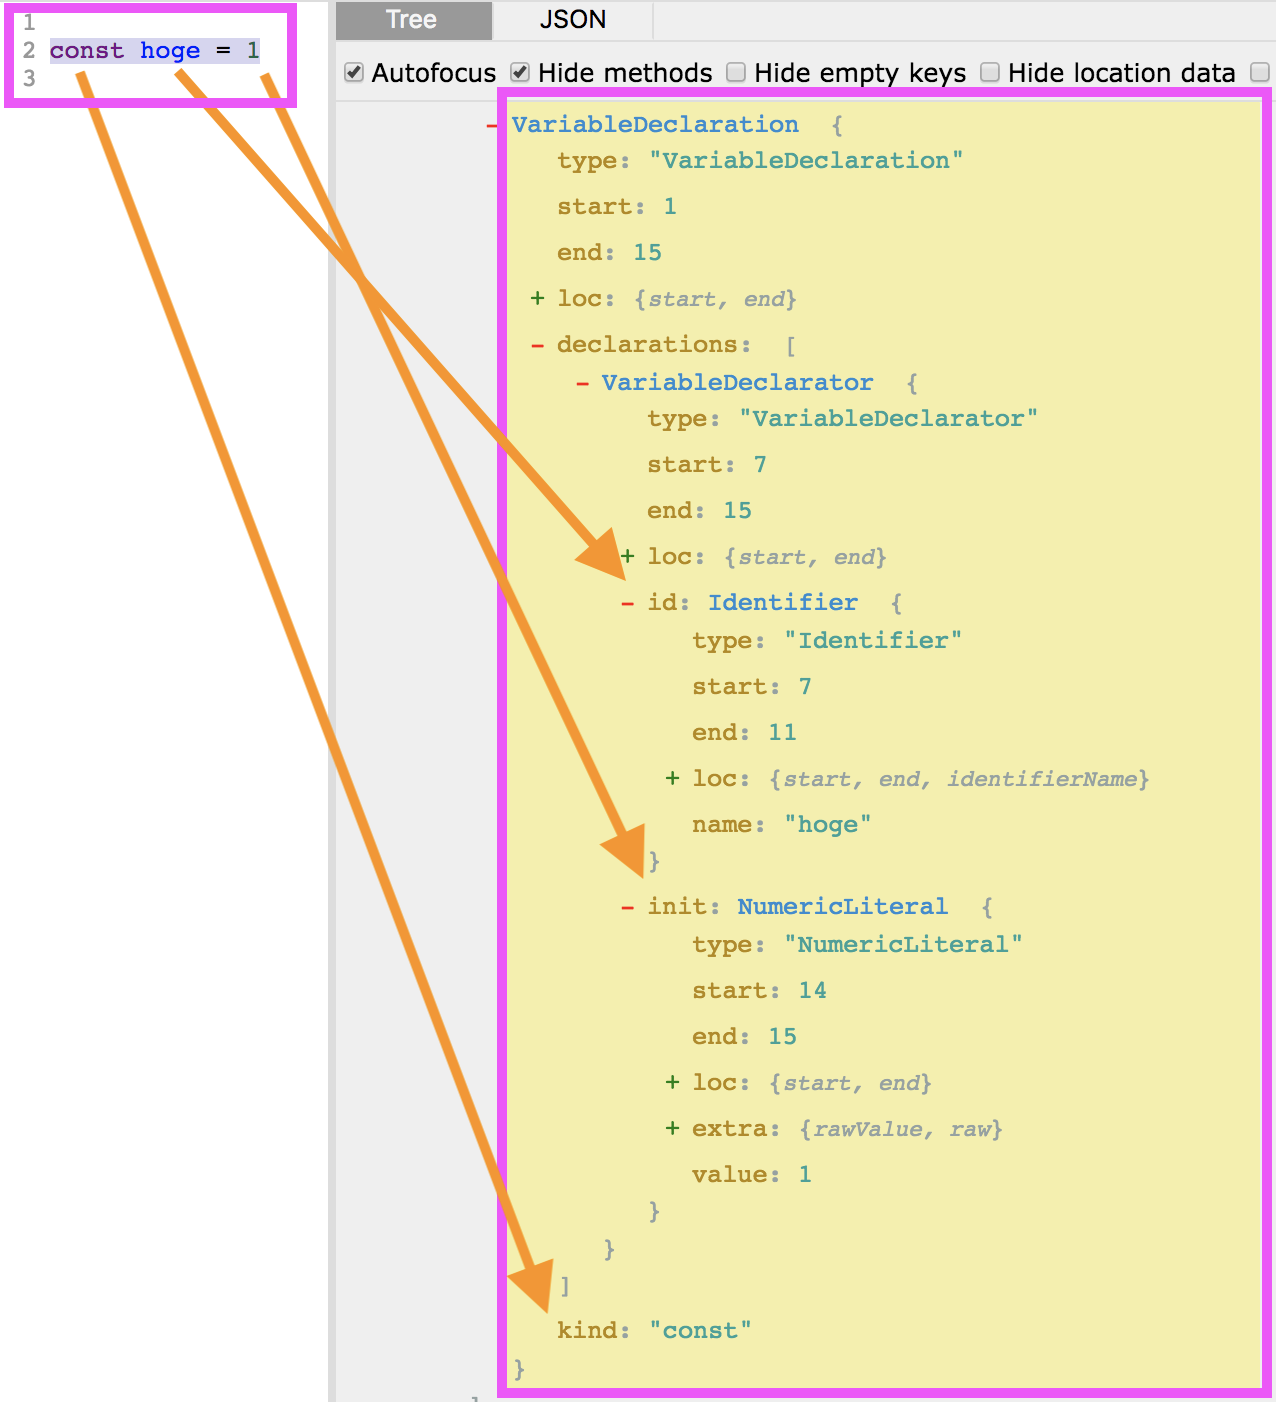 1
2 const hoge = 1
3
Tree JSON
Autofocus Hide methods Hide empty keys Hide location data
- VariableDeclaration {
type: "VariableDeclaration"
start: 1
end: 15
+ loc: {start, end}
- declarations: [
- VariableDeclarator {
type: "VariableDeclarator"
start: 7
end: 15
+ loc: {start, end}
- id: Identifier {
type: "Identifier"
start: 7
end: 11
+ loc: {start, end, identifierName}
name: "hoge"
}
- init: NumericLiteral {
type: "NumericLiteral"
start: 14
end: 15
+ loc: {start, end}
+ extra: {rawValue, raw}
value: 1
}
}
]
kind: "const"
}